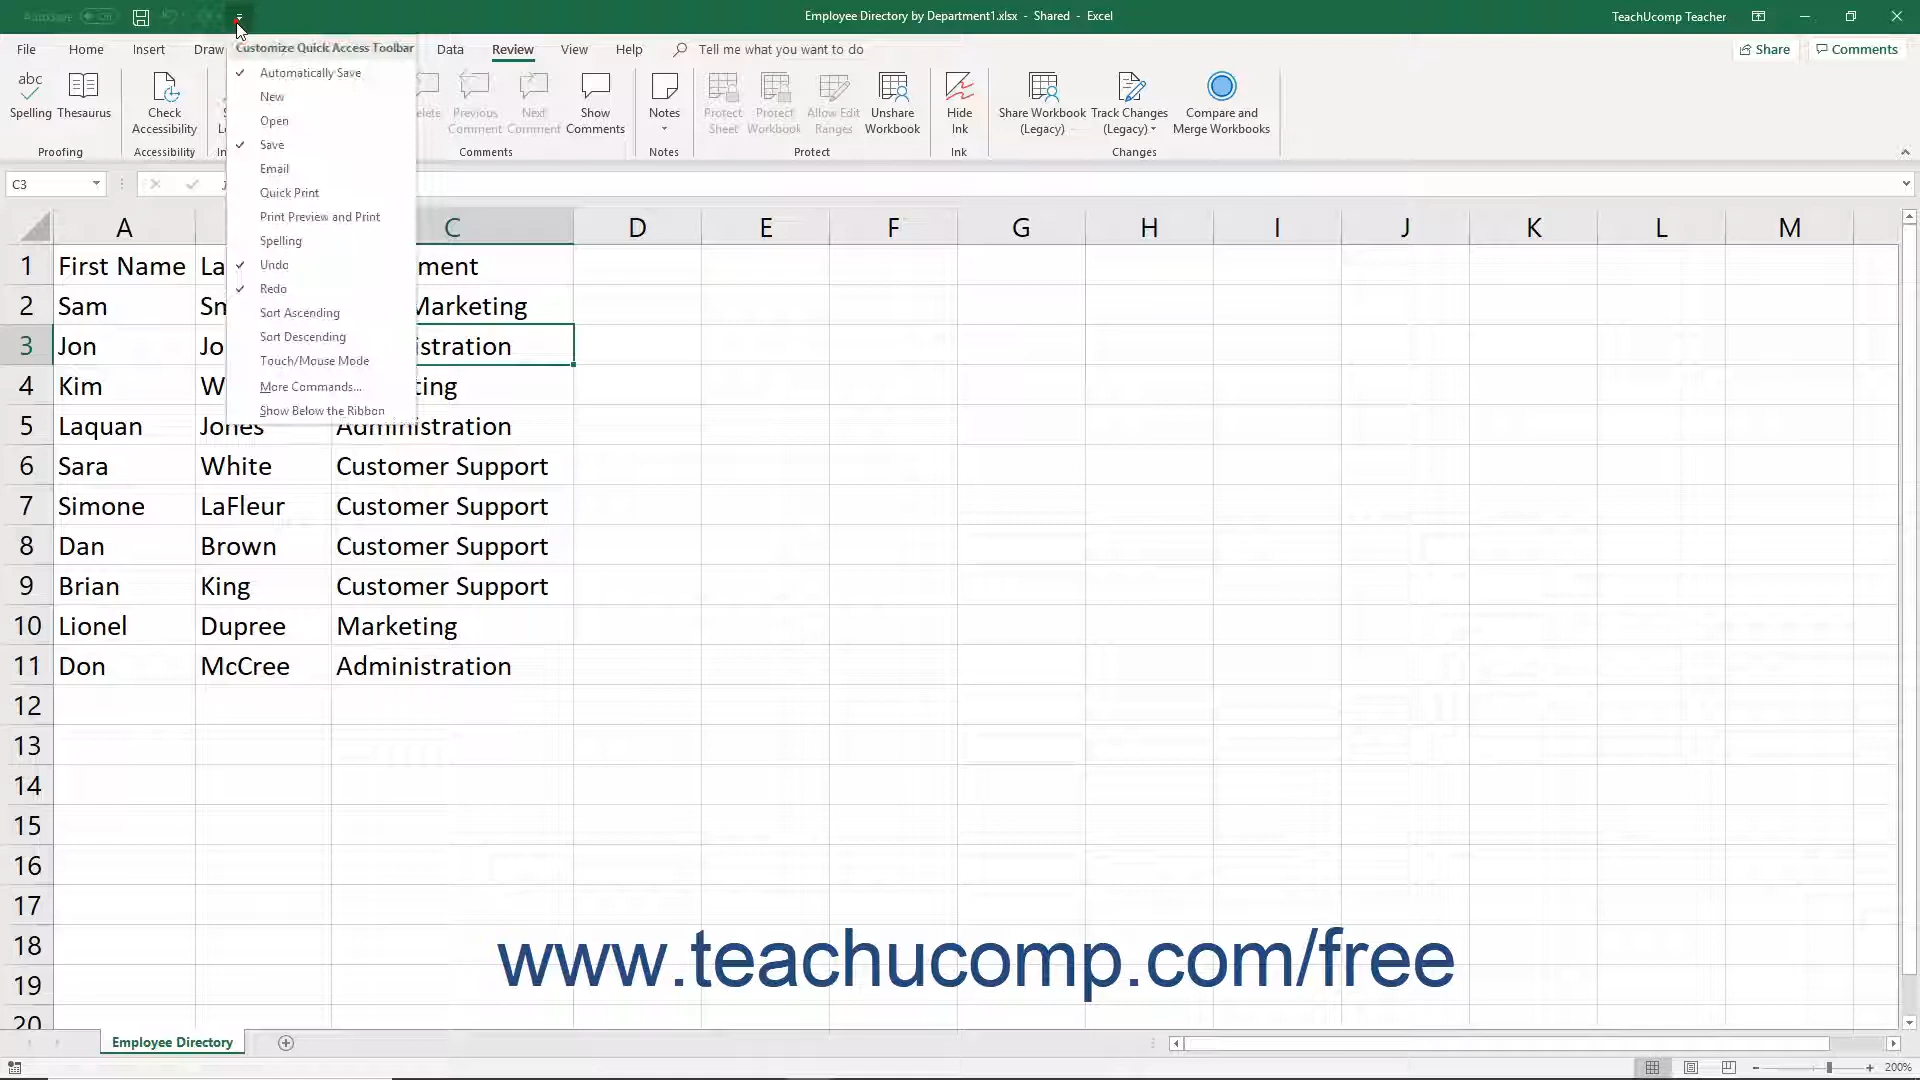 AutoSave Off
Employee Directory by Department1.xlsx - Shared - Excel
TeachUcomp Teacher
File Home Insert Draw Data Review View Help Tell me what you want to do Share Comments
Customize Quick Access Toolbar
Automatically Save
New
Open
Save
Email
Quick Print
Print Preview and Print
Spelling
Undo
Redo
Sort Ascending
Sort Descending
Touch/Mouse Mode
More Commands...
Show Below the Ribbon
abc
Spelling Thesaurus
Check Accessibility
Previous Comment
Next Comment
Show Comments
Notes
Protect Sheet
Protect Workbook
Allow Edit Ranges
Unshare Workbook
Hide Ink
Share Workbook (Legacy)
Track Changes (Legacy)
Compare and Merge Workbooks
Proofing Accessibility Comments Notes Protect Ink Changes
C3
A C D E F G H I J K L M
1 First Name La ment
2 Sam Sm Marketing
3 Jon Jo istration
4 Kim W ting
5 Laquan Jones Administration
6 Sara White Customer Support
7 Simone LaFleur Customer Support
8 Dan Brown Customer Support
9 Brian King Customer Support
10 Lionel Dupree Marketing
11 Don McCree Administration
12
13
14
15
16
17
18
19
20
www.teachucomp.com/free
Employee Directory
200%